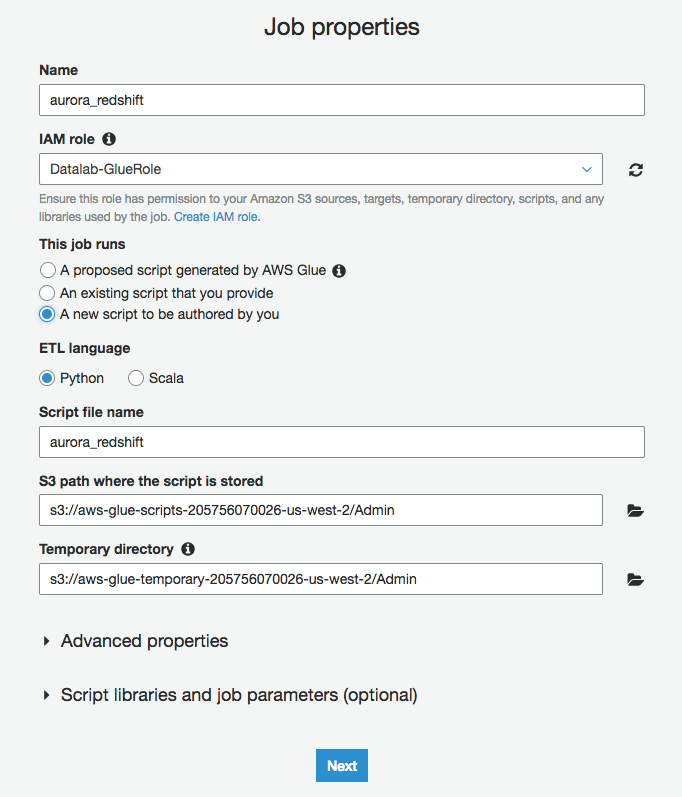 Job properties
Name
aurora_redshift
IAM role
Datalab-GlueRole
Ensure this role has permission to your Amazon S3 sources, targets, temporary directory, scripts, and any
libraries used by the job. Create IAM role.
This job runs
A proposed script generated by AWS Glue
An existing script that you provide
A new script to be authored by you
ETL language
Python Scala
Script file name
aurora_redshift
S3 path where the script is stored
s3://aws-glue-scripts-205756070026-us-west-2/Admin
Temporary directory
s3://aws-glue-temporary-205756070026-us-west-2/Admin
Advanced properties
Script libraries and job parameters (optional)
Next